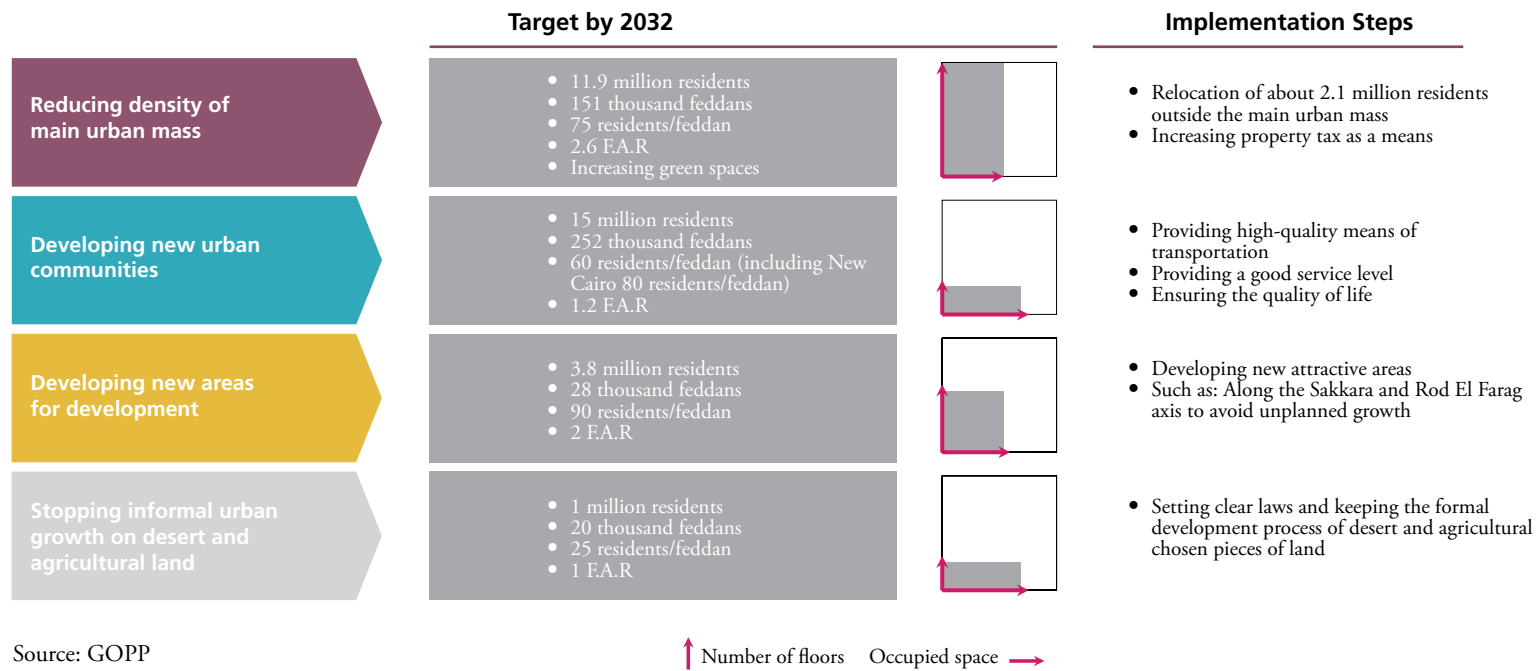 Target by 2032
Implementation Steps
Reducing density of
main urban mass
• 11.9 million residents
• 151 thousand feddans
• 75 residents/feddan
• 2.6 F.A.R
• Increasing green spaces
• Relocation of about 2.1 million residents
outside the main urban mass
• Increasing property tax as a means
Developing new urban
communities
• 15 million residents
• 252 thousand feddans
• 60 residents/feddan (including New
Cairo 80 residents/feddan)
• 1.2 F.A.R
• Providing high-quality means of
transportation
• Providing a good service level
• Ensuring the quality of life
Developing new areas
for development
• 3.8 million residents
• 28 thousand feddans
• 90 residents/feddan
• 2 F.A.R
• Developing new attractive areas
• Such as: Along the Sakkara and Rod El Farag
axis to avoid unplanned growth
Stopping informal urban
growth on desert and
agricultural land
• 1 million residents
• 20 thousand feddans
• 25 residents/feddan
• 1 F.A.R
• Setting clear laws and keeping the formal
development process of desert and agricultural
chosen pieces of land
Source: GOPP
Number of floors
Occupied space